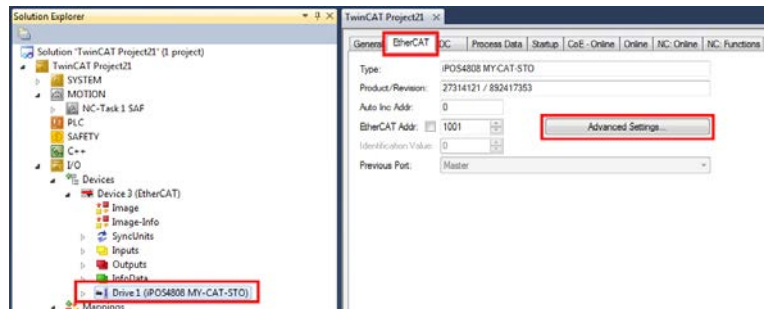 Solution Explorer
Solution 'TwinCAT Project21' (1 project)
TwinCAT Project21
SYSTEM
MOTION
NC-Task 1 SAF
PLC
SAFETY
C++
I/O
Devices
Device 3 (EtherCAT)
Image
Image-Info
SyncUnits
Inputs
Outputs
InfoData
Drive 1 (iPOS4808 MY-CAT-STO)
Mappings
TwinCAT Project21
General EtherCAT DC Process Data Startup CoE - Online Online NC: Online NC: Functions
Type: iPOS4808 MY-CAT-STO
Product/Revision: 27314121 / 892417353
Auto Inc Addr: 0
EtherCAT Addr: 1001 Advanced Settings...
Identification Value: 0
Previous Port: Master